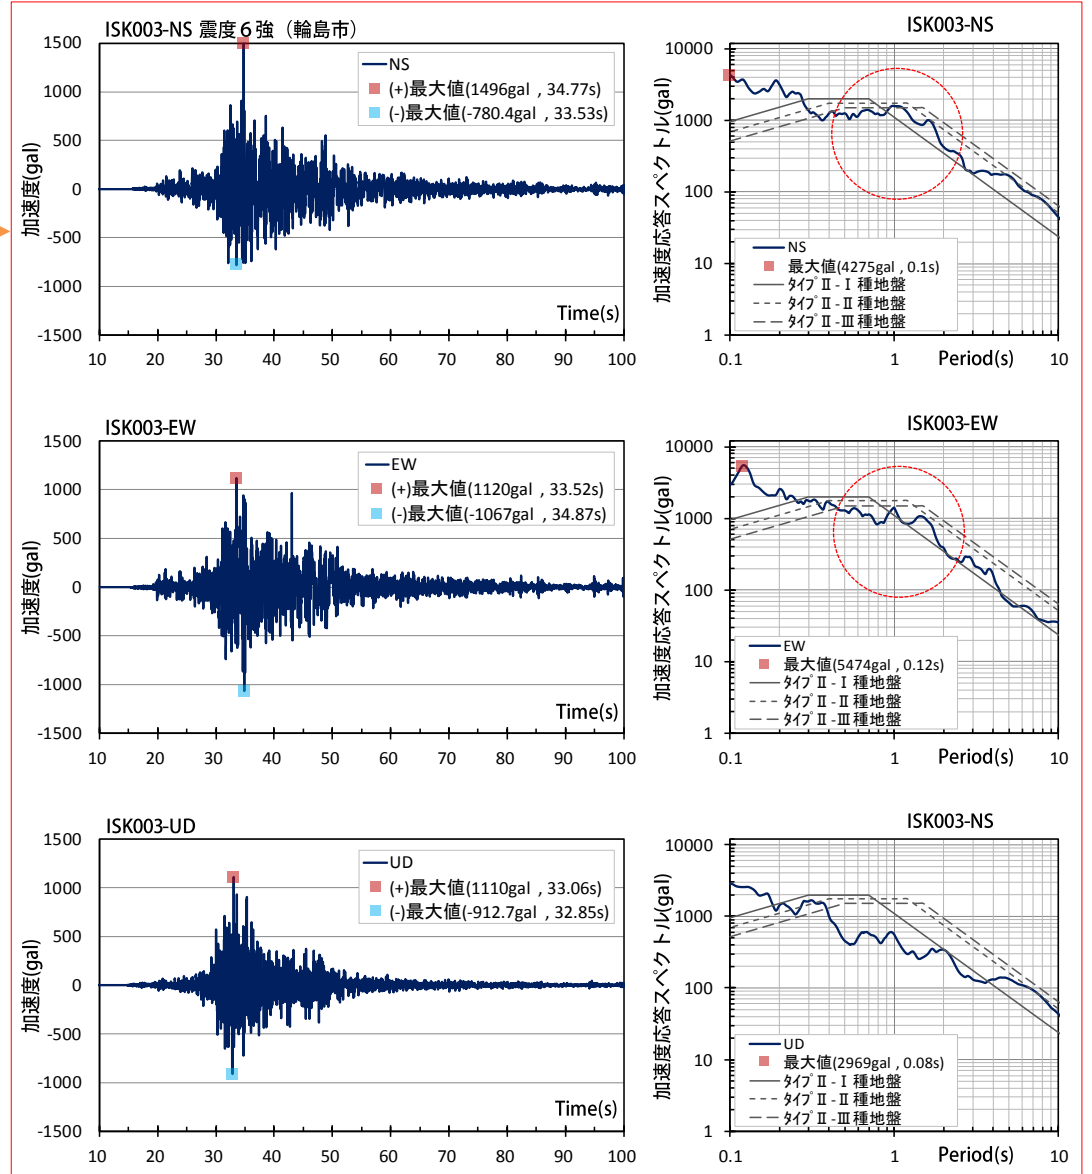 ISK003-NS 震度６強（輪島市）
加速度(gal)
1500
1000
500
0
-500
-1000
-1500
NS
(+)最大値(1496gal , 34.77s)
(-)最大値(-780.4gal , 33.53s)
Time(s)
10 20 30 40 50 60 70 80 90 100
ISK003-NS
加速度応答スペクトル(gal)
10000
1000
100
10
1
NS
最大値(4275gal , 0.1s)
ﾀｲﾌﾟⅡ-Ⅰ種地盤
ﾀｲﾌﾟⅡ-Ⅱ種地盤
ﾀｲﾌﾟⅡ-Ⅲ種地盤
0.1 1 Period(s) 10
ISK003-EW
加速度(gal)
1500
1000
500
0
-500
-1000
-1500
EW
(+)最大値(1120gal , 33.52s)
(-)最大値(-1067gal , 34.87s)
Time(s)
10 20 30 40 50 60 70 80 90 100
ISK003-EW
加速度応答スペクトル(gal)
10000
1000
100
10
1
EW
最大値(5474gal , 0.12s)
ﾀｲﾌﾟⅡ-Ⅰ種地盤
ﾀｲﾌﾟⅡ-Ⅱ種地盤
ﾀｲﾌﾟⅡ-Ⅲ種地盤
0.1 1 Period(s) 10
ISK003-UD
加速度(gal)
1500
1000
500
0
-500
-1000
-1500
UD
(+)最大値(1110gal , 33.06s)
(-)最大値(-912.7gal , 32.85s)
Time(s)
10 20 30 40 50 60 70 80 90 100
ISK003-NS
加速度応答スペクトル(gal)
10000
1000
100
10
1
UD
最大値(2969gal , 0.08s)
ﾀｲﾌﾟⅡ-Ⅰ種地盤
ﾀｲﾌﾟⅡ-Ⅱ種地盤
ﾀｲﾌﾟⅡ-Ⅲ種地盤
0.1 1 Period(s) 10